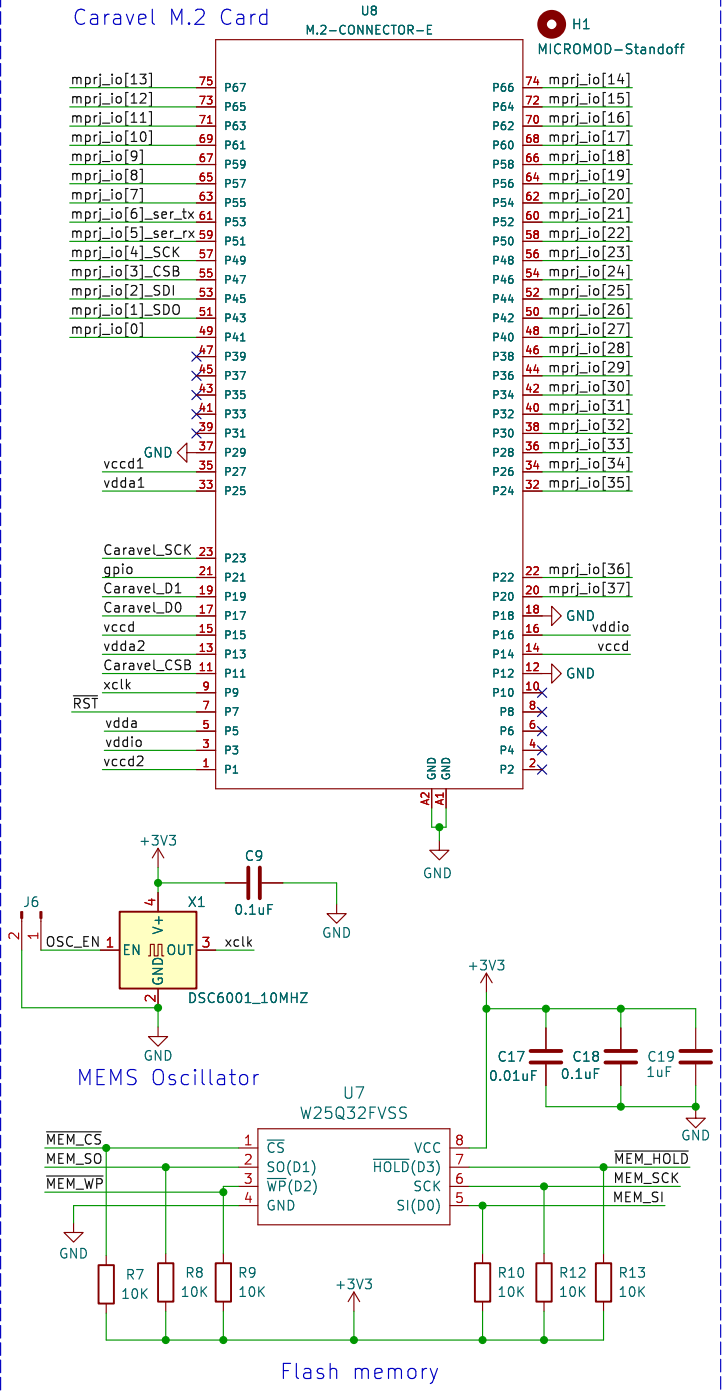 Caravel M.2 Card
U8
M.2-CONNECTOR-E
H1
MICROMOD-Standoff
mprj_io[13] 75 P67 P66 74 mprj_io[14]
mprj_io[12] 73 P65 P64 72 mprj_io[15]
mprj_io[11] 71 P63 P62 70 mprj_io[16]
mprj_io[10] 69 P61 P60 68 mprj_io[17]
mprj_io[9] 67 P59 P58 66 mprj_io[18]
mprj_io[8] 65 P57 P56 64 mprj_io[19]
mprj_io[7] 63 P55 P54 62 mprj_io[20]
mprj_io[6]_ser_tx 61 P53 P52 60 mprj_io[21]
mprj_io[5]_ser_rx 59 P51 P50 58 mprj_io[22]
mprj_io[4]_SCK 57 P49 P48 56 mprj_io[23]
mprj_io[3]_CSB 55 P47 P46 54 mprj_io[24]
mprj_io[2]_SDI 53 P45 P44 52 mprj_io[25]
mprj_io[1]_SDO 51 P43 P42 50 mprj_io[26]
mprj_io[0] 49 P41 P40 48 mprj_io[27]
47 P39 P38 46 mprj_io[28]
45 P37 P36 44 mprj_io[29]
43 P35 P34 42 mprj_io[30]
41 P33 P32 40 mprj_io[31]
39 P31 P30 38 mprj_io[32]
GND 37 P29 P28 36 mprj_io[33]
vccd1 35 P27 P26 34 mprj_io[34]
vdda1 33 P25 P24 32 mprj_io[35]
Caravel_SCK 23 P23
gpio 21 P21 P22 22 mprj_io[36]
Caravel_D1 19 P19 P20 20 mprj_io[37]
Caravel_D0 17 P17 P18 18 GND
vccd 15 P15 P16 16 vddio
vdda2 13 P13 P14 14 vccd
Caravel_CSB 11 P11 P12 12 GND
xclk 9 P9 P10 10
RST 7 P7 P8 8
vdda 5 P5 P6 6
vddio 3 P3 P4 4
vccd2 1 P1 P2 2
GND GND
A2 A1
GND
+3V3
C9
0.1uF
GND
J6
2 1
OSC_EN
X1
4
V+
1 EN OUT 3 xclk
GND
2
DSC6001_10MHZ
GND
MEMS Oscillator
+3V3
C17
0.01uF
C18
0.1uF
C19
1uF
GND
U7
W25Q32FVSS
MEM_CS 1 CS VCC 8
MEM_SO 2 SO(D1) HOLD(D3) 7 MEM_HOLD
MEM_WP 3 WP(D2) SCK 6 MEM_SCK
4 GND SI(D0) 5 MEM_SI
GND
R7
10K
R8
10K
R9
10K
+3V3
R10
10K
R12
10K
R13
10K
Flash memory